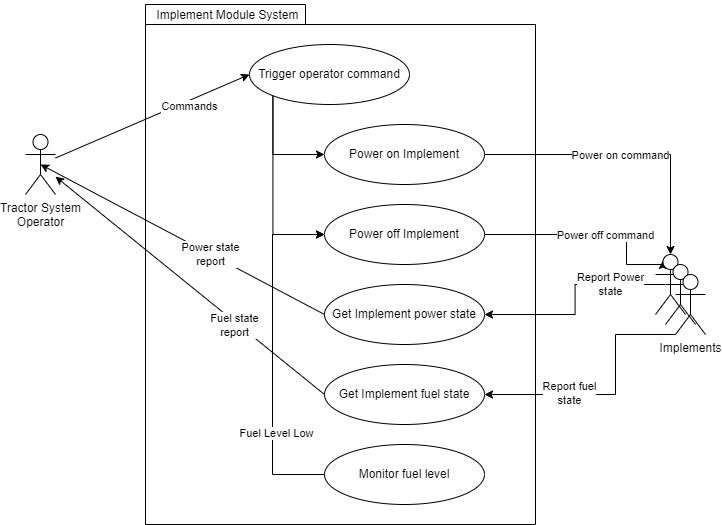 Implement Module System
Trigger operator command
Commands
Power on Implement
Power on command
Tractor System
Operator
Power off Implement
Power off command
Power state
report
Report Power
state
Get Implement power state
Fuel state
report
Implements
Get Implement fuel state
Report fuel
state
Fuel Level Low
Monitor fuel level